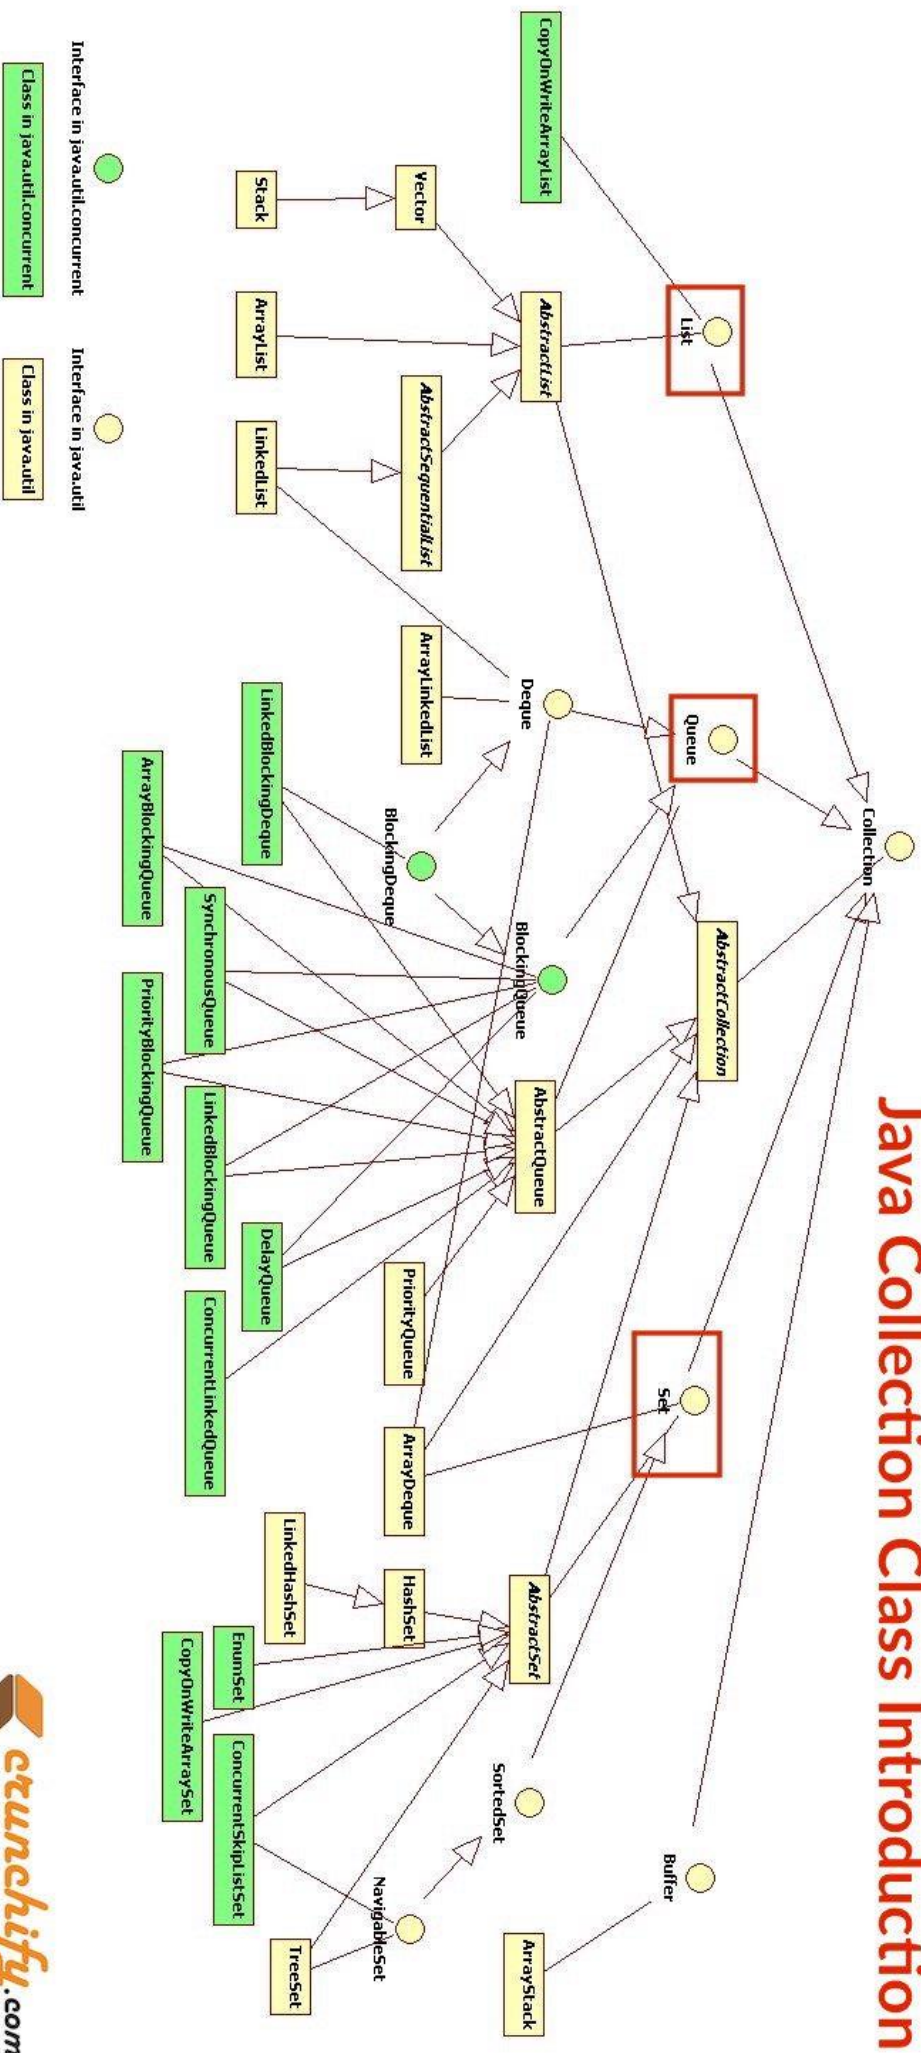 Java Collection Class Introduction
Collection
List
Queue
Set
Buffer
CopyOnWriteArrayList
AbstractList
AbstractCollection
Vector
Stack
ArrayList
AbstractSequentialList
LinkedList
Deque
ArrayLinkedList
BlockingDeque
BlockingQueue
AbstractQueue
LinkedBlockingDeque
ArrayBlockingQueue
SynchronousQueue
PriorityBlockingQueue
LinkedBlockingQueue
DelayQueue
ConcurrentLinkedQueue
PriorityQueue
ArrayDeque
AbstractSet
SortedSet
ArrayStack
HashSet
LinkedHashSet
EnumSet
CopyOnWriteArraySet
ConcurrentSkipListSet
NavigableSet
TreeSet
Interface in java.util.concurrent
Interface in java.util
Class in java.util.concurrent
Class in java.util
crunchify.com